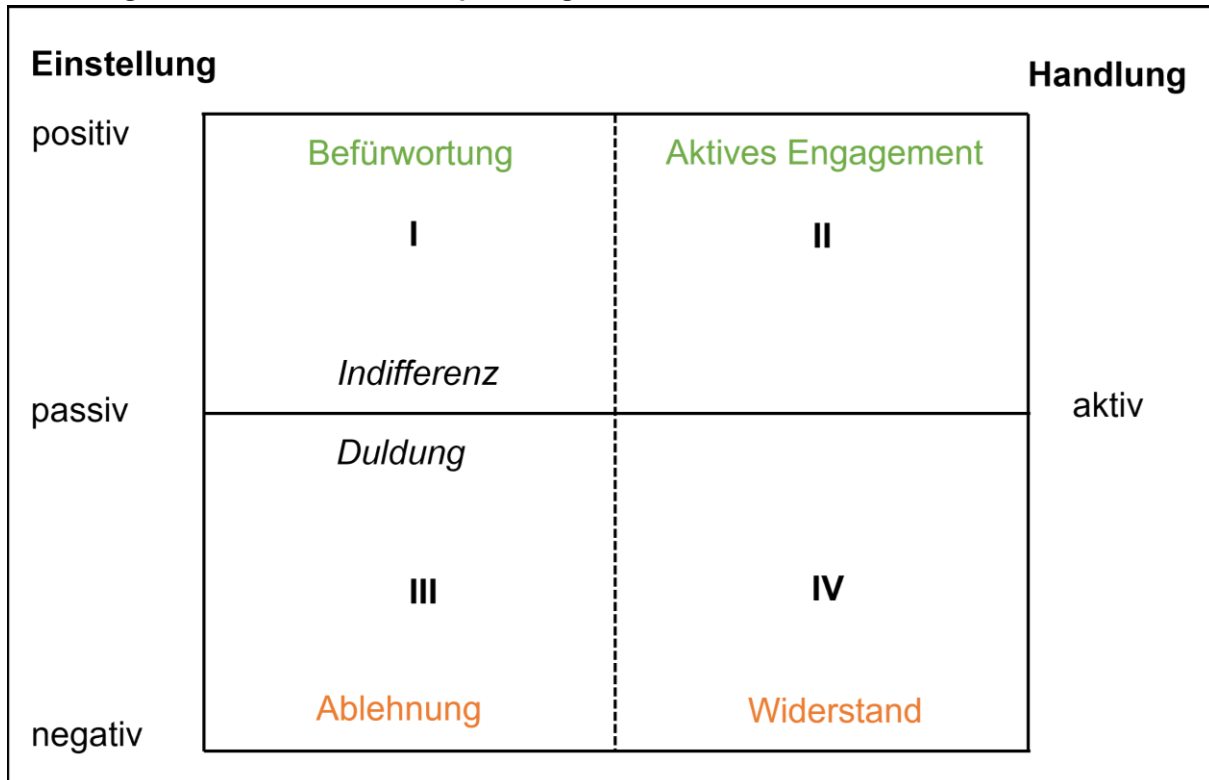 Einstellung
Handlung
positiv
Befürwortung
Aktives Engagement
I
II
Indifferenz
passiv
aktiv
Duldung
III
IV
Ablehnung
Widerstand
negativ